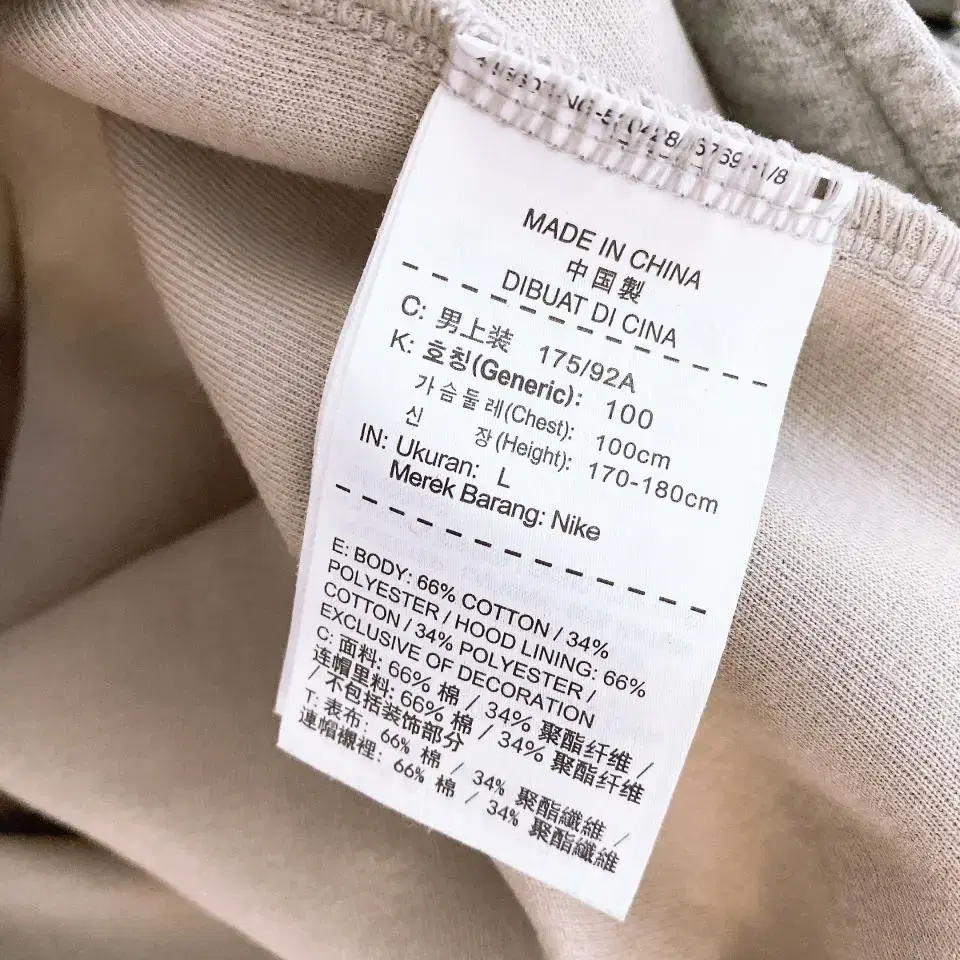 MADE IN CHINA
中国製
DIBUAT DI CINA
C: 男上装 175/92A
K: 호칭(Generic): 100
가슴둘레(Chest): 100cm
신 장(Height): 170-180cm
IN: Ukuran: L
Merek Barang: Nike
E: BODY: 66% COTTON / 34%
POLYESTER / HOOD LINING: 66%
COTTON / 34% POLYESTER /
EXCLUSIVE OF DECORATION
C: 面料: 66% 棉 / 34% 聚酯纤维 /
连帽里料: 66% 棉 / 34% 聚酯纤维
/ 不包括装饰部分
T: 表布: 66% 棉 / 34% 聚酯纖維 /
連帽襯裡: 66% 棉 / 34% 聚酯纖維